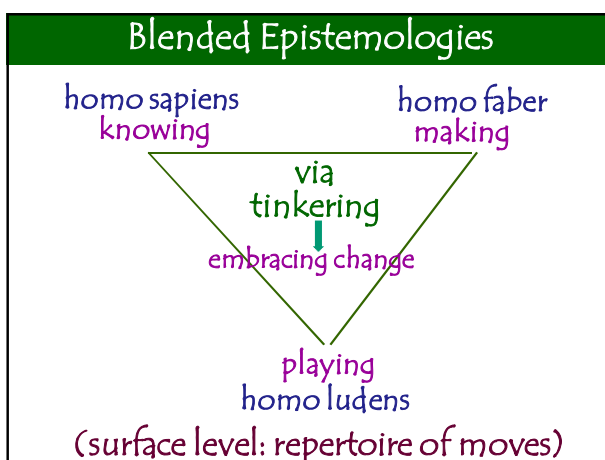 Blended Epistemologies
homo sapiens
knowing
homo faber
making
via
tinkering
embracing change
playing
homo ludens
(surface level: repertoire of moves)